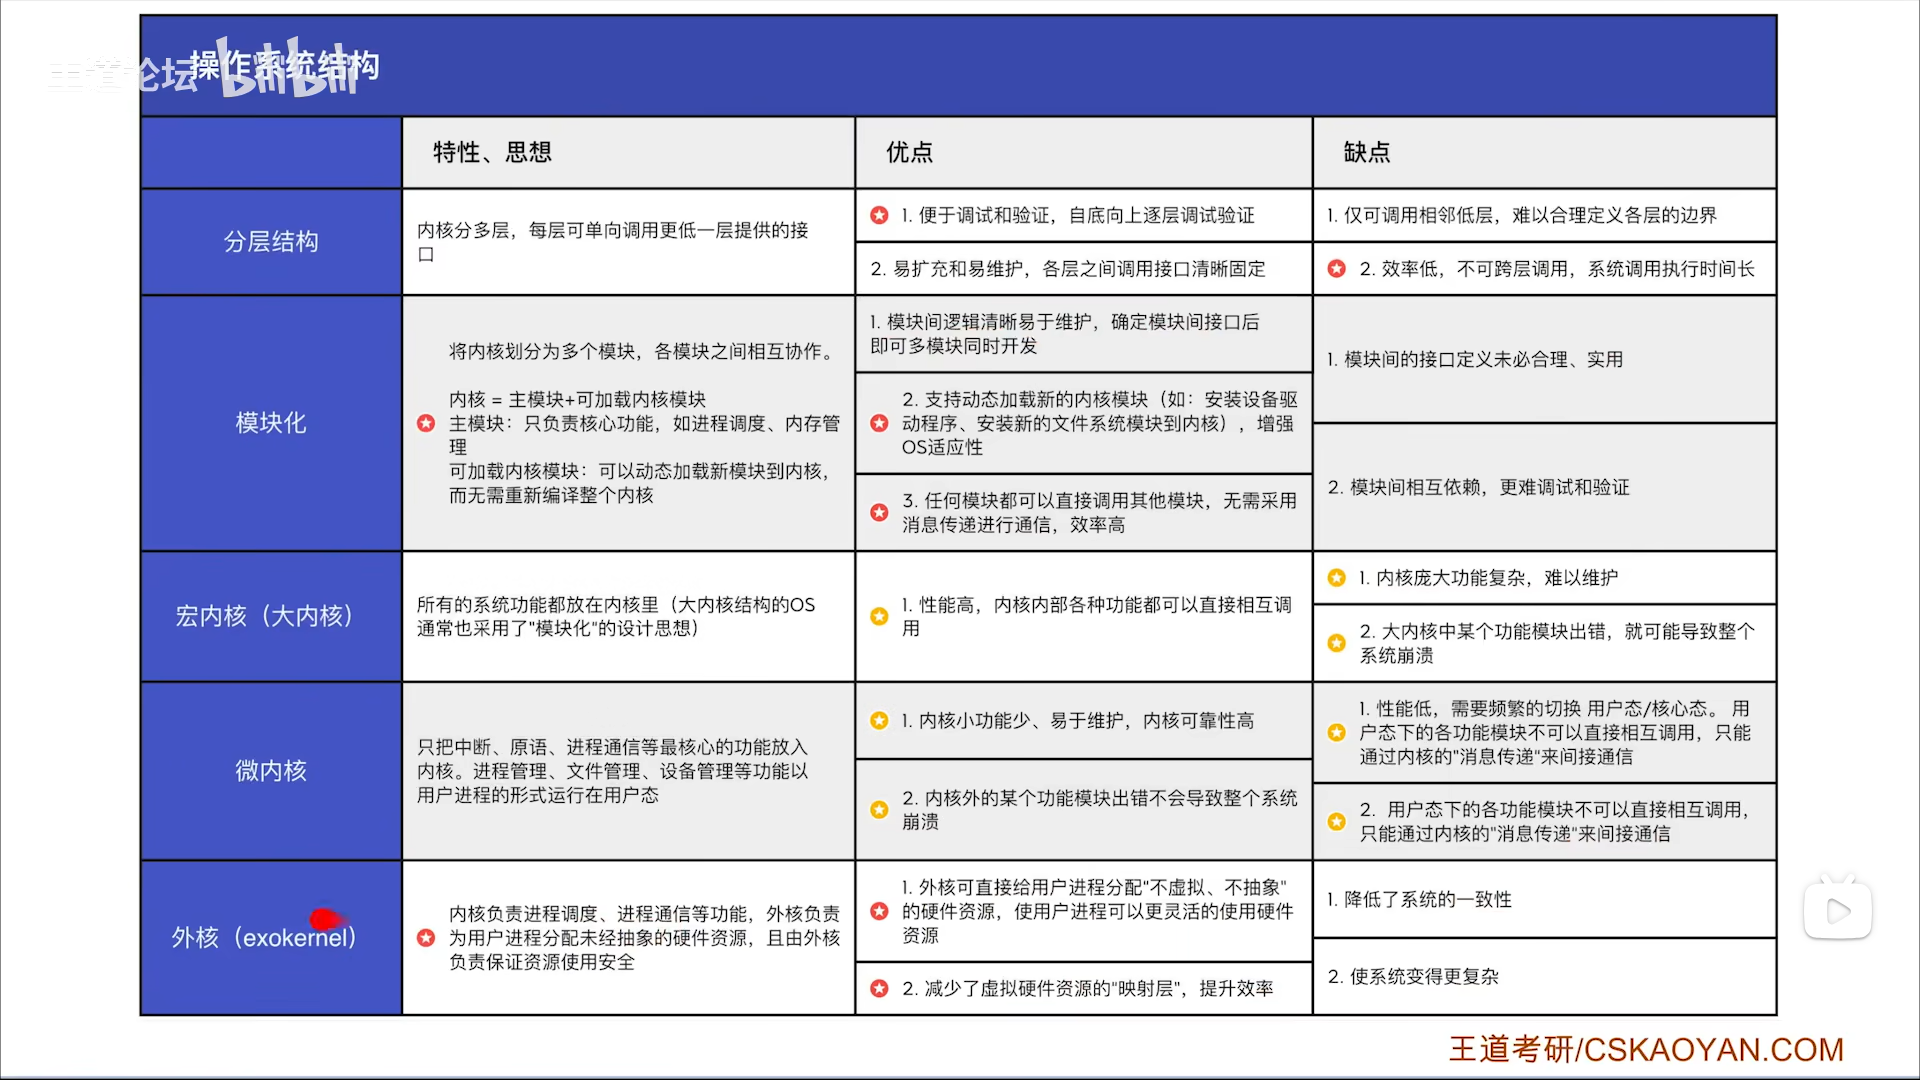 操作系统结构
王道论坛 bilibili
特性、思想
优点
缺点
分层结构
内核分多层，每层可单向调用更低一层提供的接
口
1. 便于调试和验证，自底向上逐层调试验证
2. 易扩充和易维护，各层之间调用接口清晰固定
1. 仅可调用相邻低层，难以合理定义各层的边界
2. 效率低，不可跨层调用，系统调用执行时间长
模块化
将内核划分为多个模块，各模块之间相互协作。
内核 = 主模块+可加载内核模块
主模块：只负责核心功能，如进程调度、内存管
理
可加载内核模块：可以动态加载新模块到内核，
而无需重新编译整个内核
1. 模块间逻辑清晰易于维护，确定模块间接口后
即可多模块同时开发
2. 支持动态加载新的内核模块（如：安装设备驱
动程序、安装新的文件系统模块到内核），增强
OS适应性
3. 任何模块都可以直接调用其他模块，无需采用
消息传递进行通信，效率高
1. 模块间的接口定义未必合理、实用
2. 模块间相互依赖，更难调试和验证
宏内核（大内核）
所有的系统功能都放在内核里（大内核结构的OS
通常也采用了"模块化"的设计思想）
1. 性能高，内核内部各种功能都可以直接相互调
用
1. 内核庞大功能复杂，难以维护
2. 大内核中某个功能模块出错，就可能导致整个
系统崩溃
微内核
只把中断、原语、进程通信等最核心的功能放入
内核。进程管理、文件管理、设备管理等功能以
用户进程的形式运行在用户态
1. 内核小功能少、易于维护，内核可靠性高
2. 内核外的某个功能模块出错不会导致整个系统
崩溃
1. 性能低，需要频繁的切换 用户态/核心态。 用
户态下的各功能模块不可以直接相互调用，只能
通过内核的"消息传递"来间接通信
2. 用户态下的各功能模块不可以直接相互调用，
只能通过内核的"消息传递"来间接通信
外核（exokernel）
内核负责进程调度、进程通信等功能，外核负责
为用户进程分配未经抽象的硬件资源，且由外核
负责保证资源使用安全
1. 外核可直接给用户进程分配"不虚拟、不抽象"
的硬件资源，使用户进程可以更灵活的使用硬件
资源
2. 减少了虚拟硬件资源的"映射层"，提升效率
1. 降低了系统的一致性
2. 使系统变得更复杂
王道考研/CSKAOYAN.COM